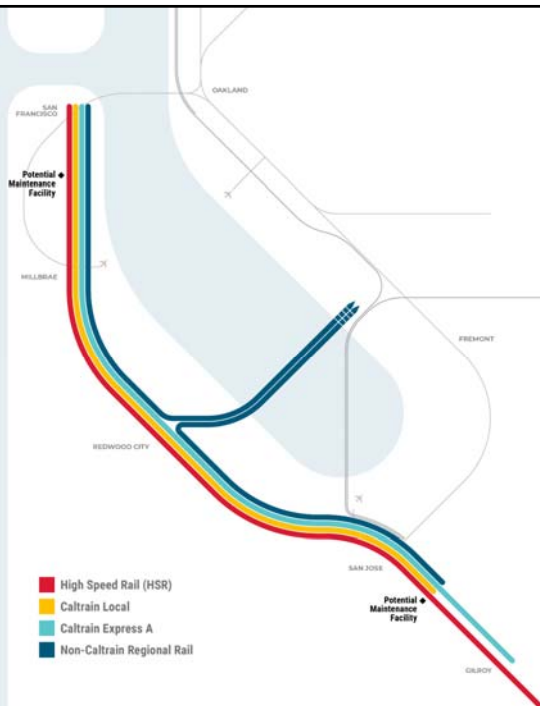 OAKLAND
SAN
FRANCISCO
Potential
Maintenance
Facility
MILLBRAE
FREMONT
REDWOOD CITY
SAN JOSE
High Speed Rail (HSR)
Caltrain Local
Caltrain Express A
Non-Caltrain Regional Rail
Potential
Maintenance
Facility
GILROY